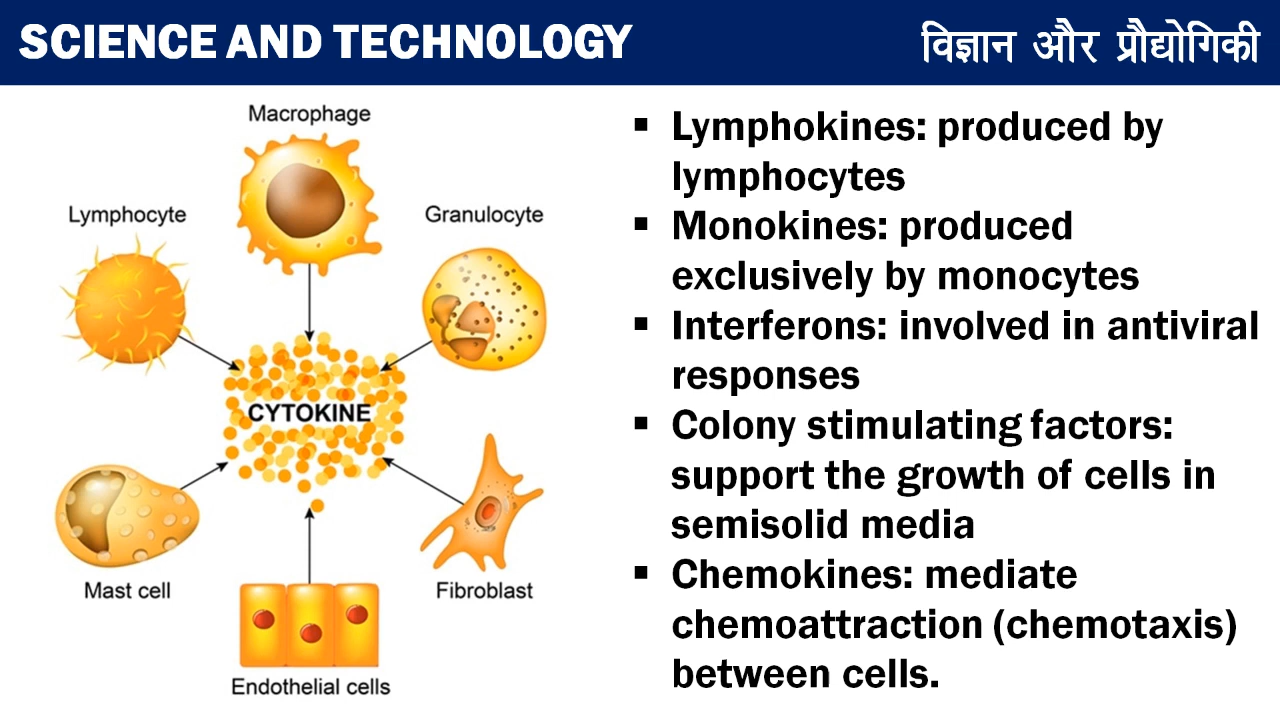 SCIENCE AND TECHNOLOGY
विज्ञान और प्रौद्योगिकी
Macrophage
Lymphocyte
Granulocyte
CYTOKINE
Mast cell
Fibroblast
Endothelial cells
▪ Lymphokines: produced by
lymphocytes
▪ Monokines: produced
exclusively by monocytes
▪ Interferons: involved in antiviral
responses
▪ Colony stimulating factors:
support the growth of cells in
semisolid media
▪ Chemokines: mediate
chemoattraction (chemotaxis)
between cells.